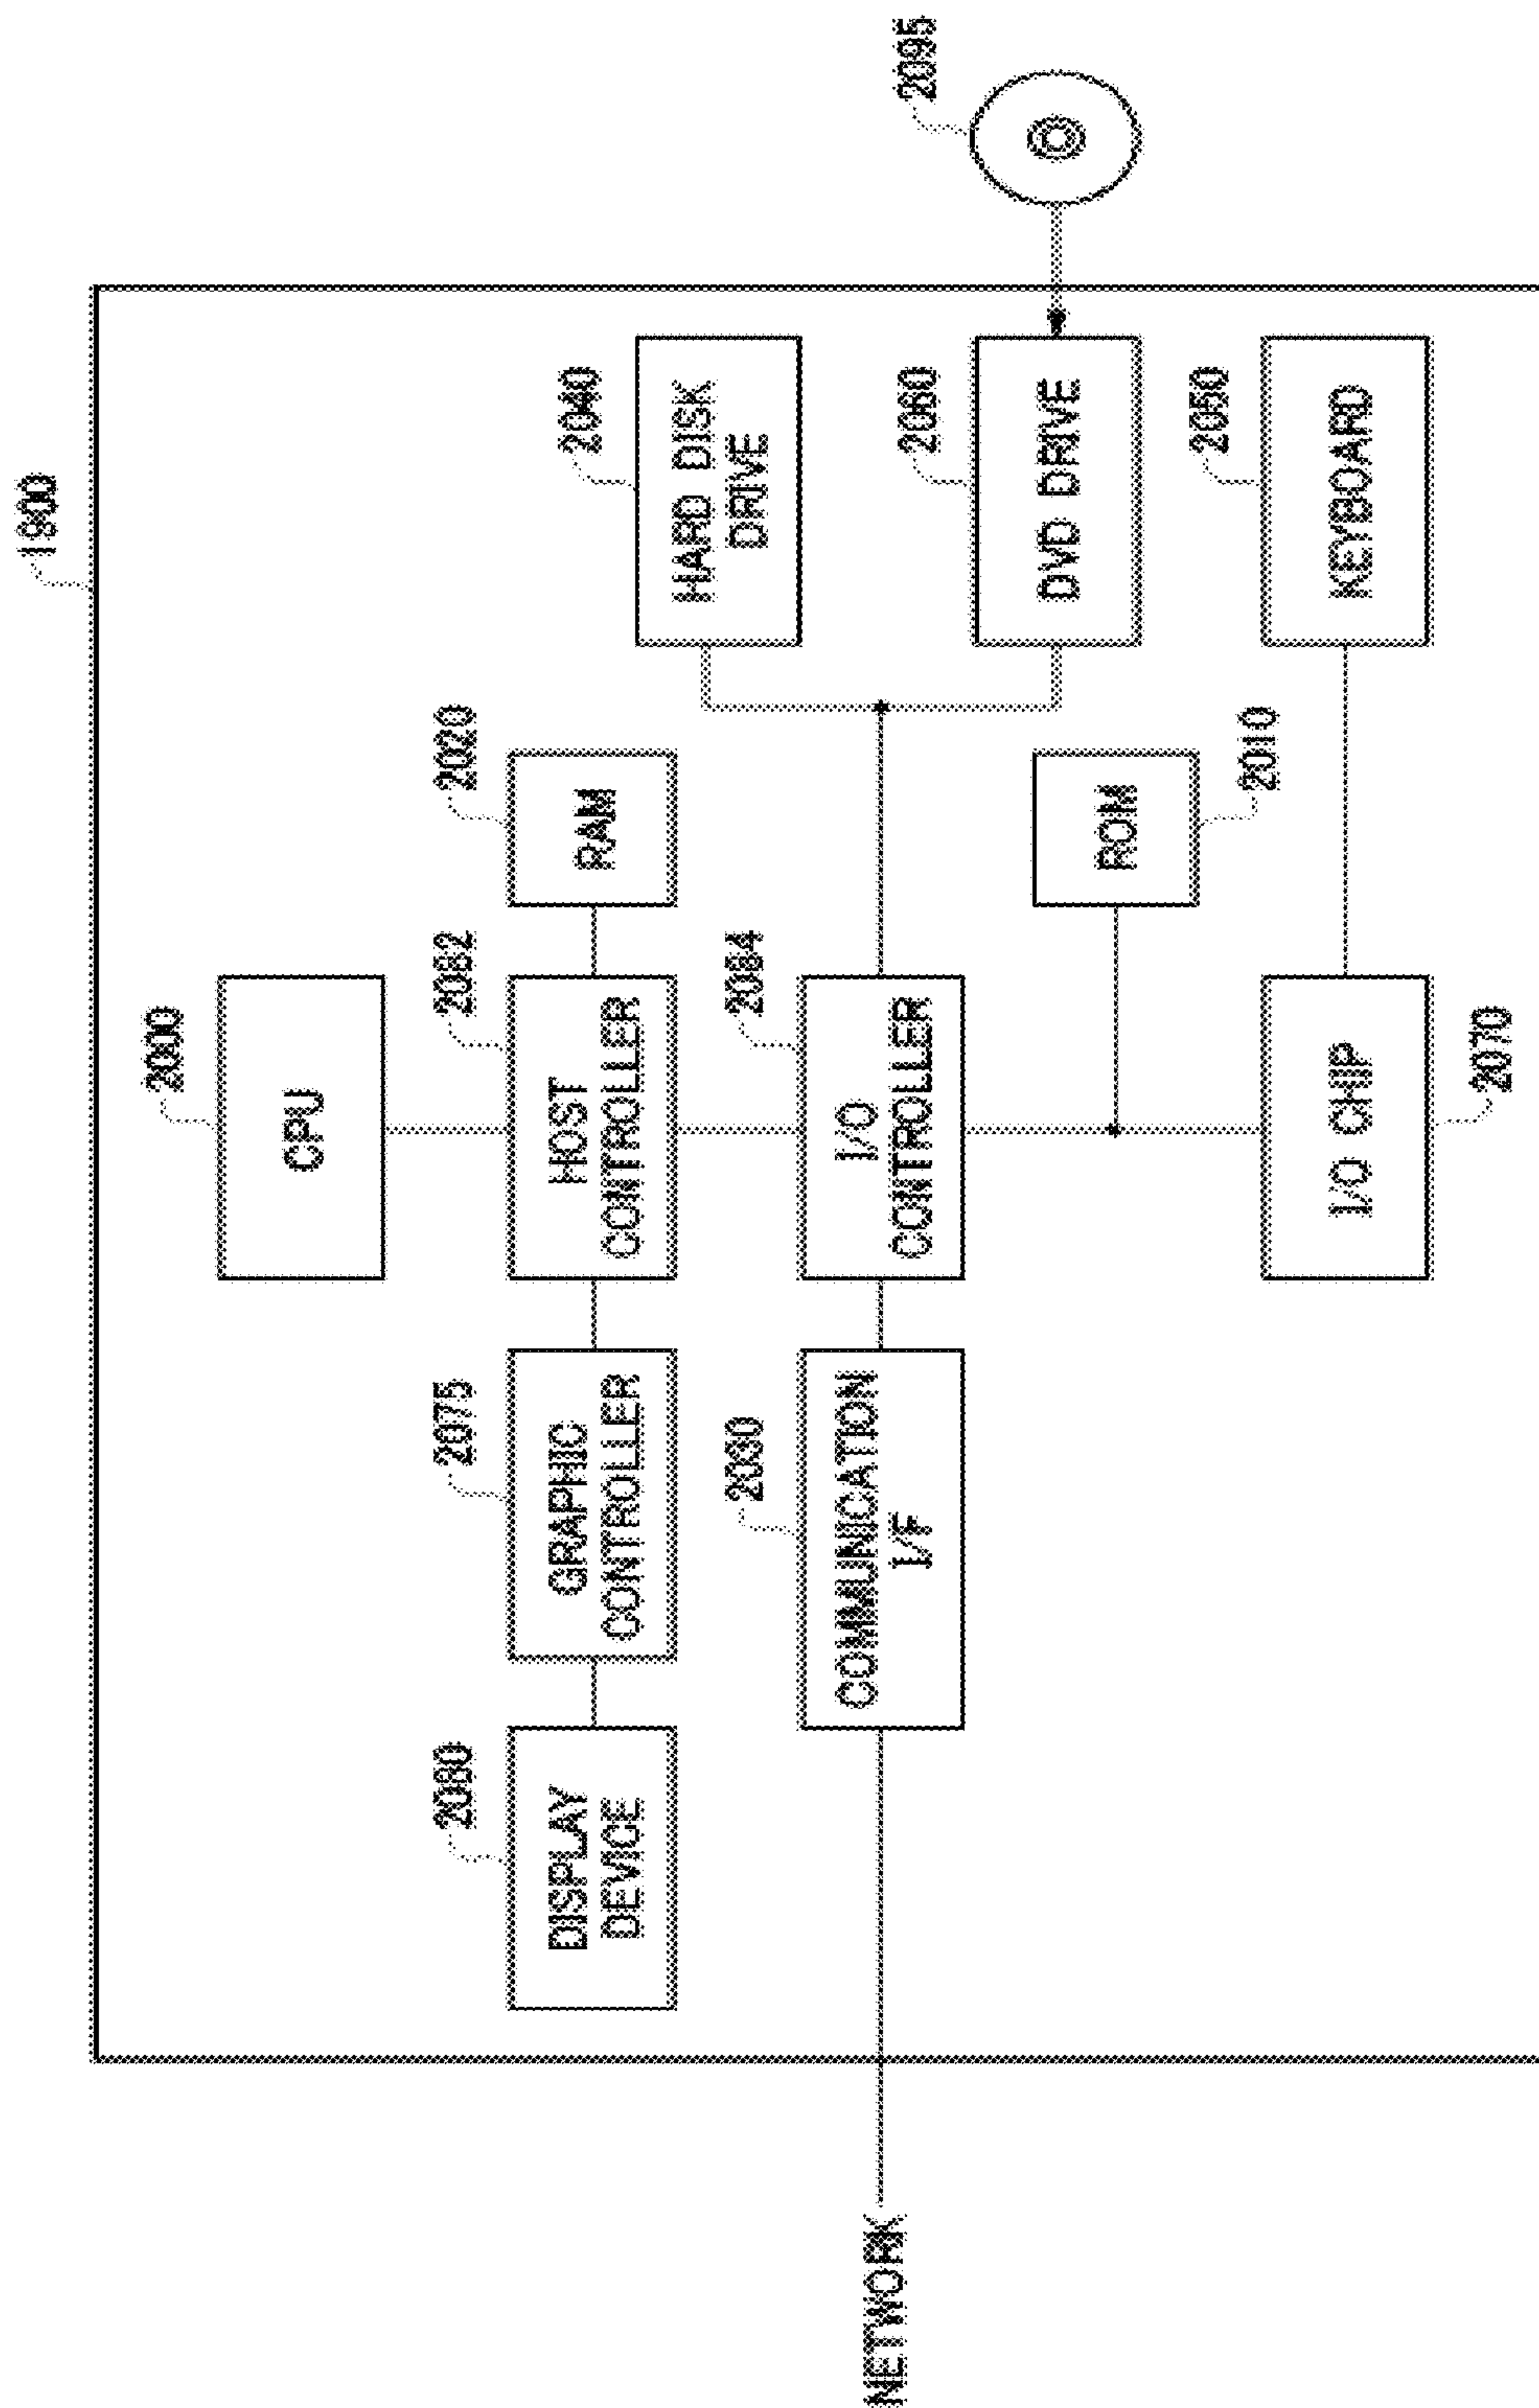 1900
2000
CPU
2080
DISPLAY
DEVICE
2075
GRAPHIC
CONTROLLER
2082
HOST
CONTROLLER
2020
RAM
2040
HARD DISK
DRIVE
2030
COMMUNICATION
I/F
2084
I/O
CONTROLLER
NETWORK
2060
DVD DRIVE
2095
ROM
2010
2050
KEYBOARD
I/O CHIP
2070